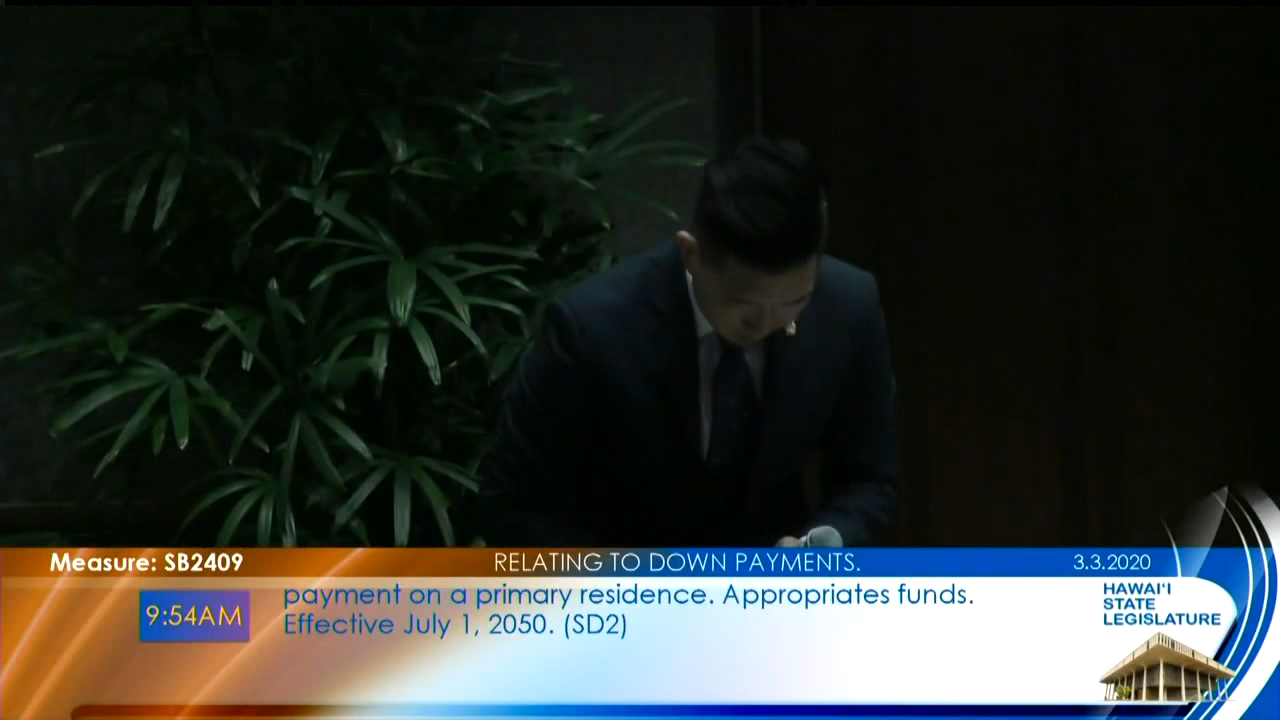 Measure: SB2409
RELATING TO DOWN PAYMENTS.
3.3.2020
9:54AM
payment on a primary residence. Appropriates funds.
Effective July 1, 2050. (SD2)
HAWAIʻI
STATE
LEGISLATURE